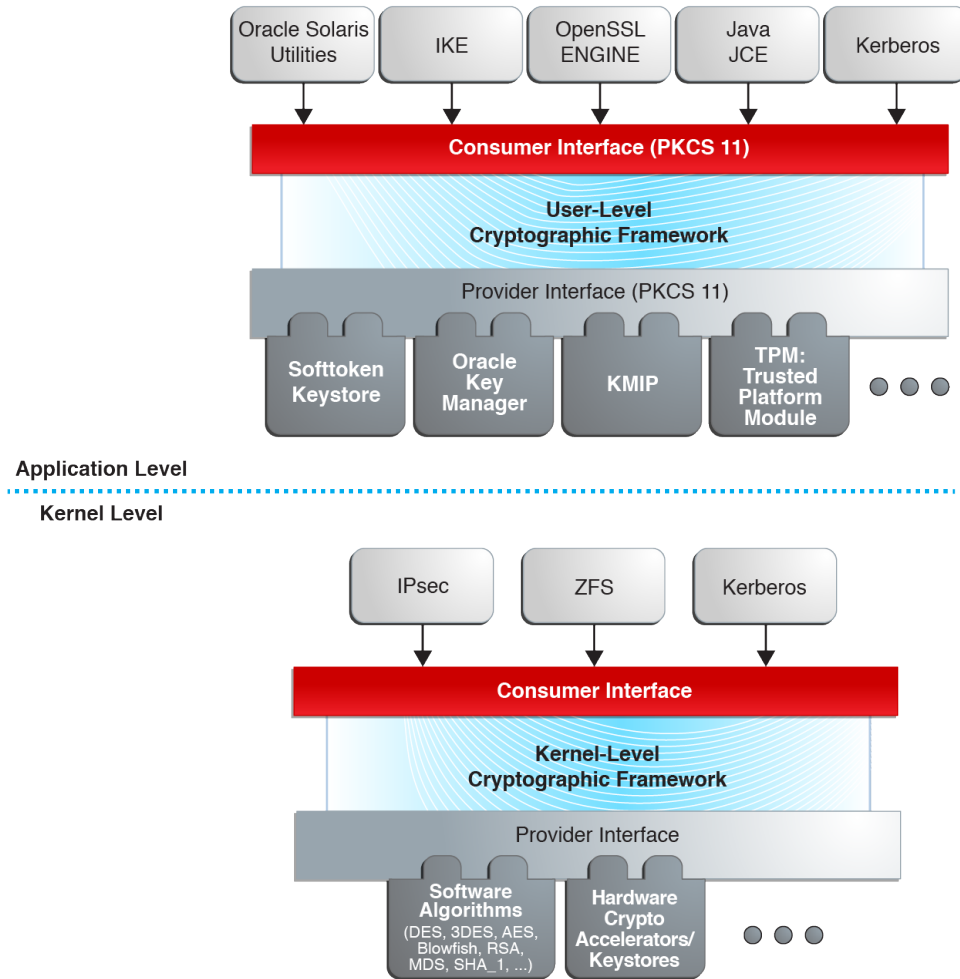 Oracle Solaris
Utilities
IKE
OpenSSL
ENGINE
Java
JCE
Kerberos
Consumer Interface (PKCS 11)
User-Level
Cryptographic Framework
Provider Interface (PKCS 11)
Softtoken
Keystore
Oracle
Key
Manager
KMIP
TPM:
Trusted
Platform
Module
Application Level
Kernel Level
IPsec
ZFS
Kerberos
Consumer Interface
Kernel-Level
Cryptographic Framework
Provider Interface
Software
Algorithms
(DES, 3DES, AES,
Blowfish, RSA,
MDS, SHA_1, ...)
Hardware
Crypto
Accelerators/
Keystores